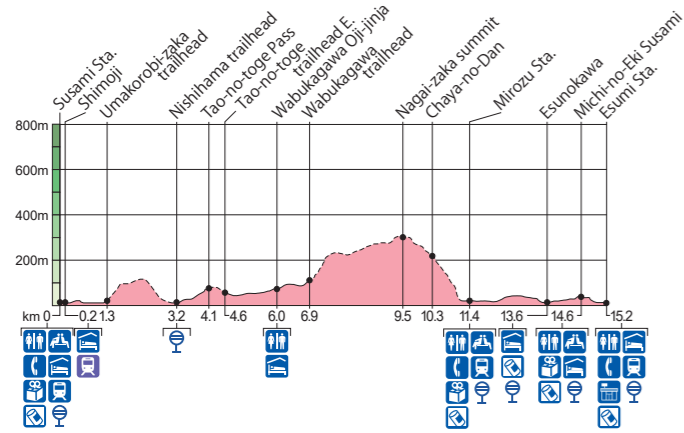 Susami Sta.
Shimoji
Umakorobi-zaka
trailhead
Nishihama trailhead
Tao-no-toge Pass
Tao-no-toge
trailhead E.
Wabukagawa Oji-jinja
Wabukagawa
trailhead
Nagai-zaka summit
Chaya-no-Dan
Mirozu Sta.
Esunokawa
Michi-no-Eki Susami
Esumi Sta.
800m
600m
400m
200m
km 0 0.2 1.3 3.2 4.1 4.6 6.0 6.9 9.5 10.3 11.4 13.6 14.6 15.2